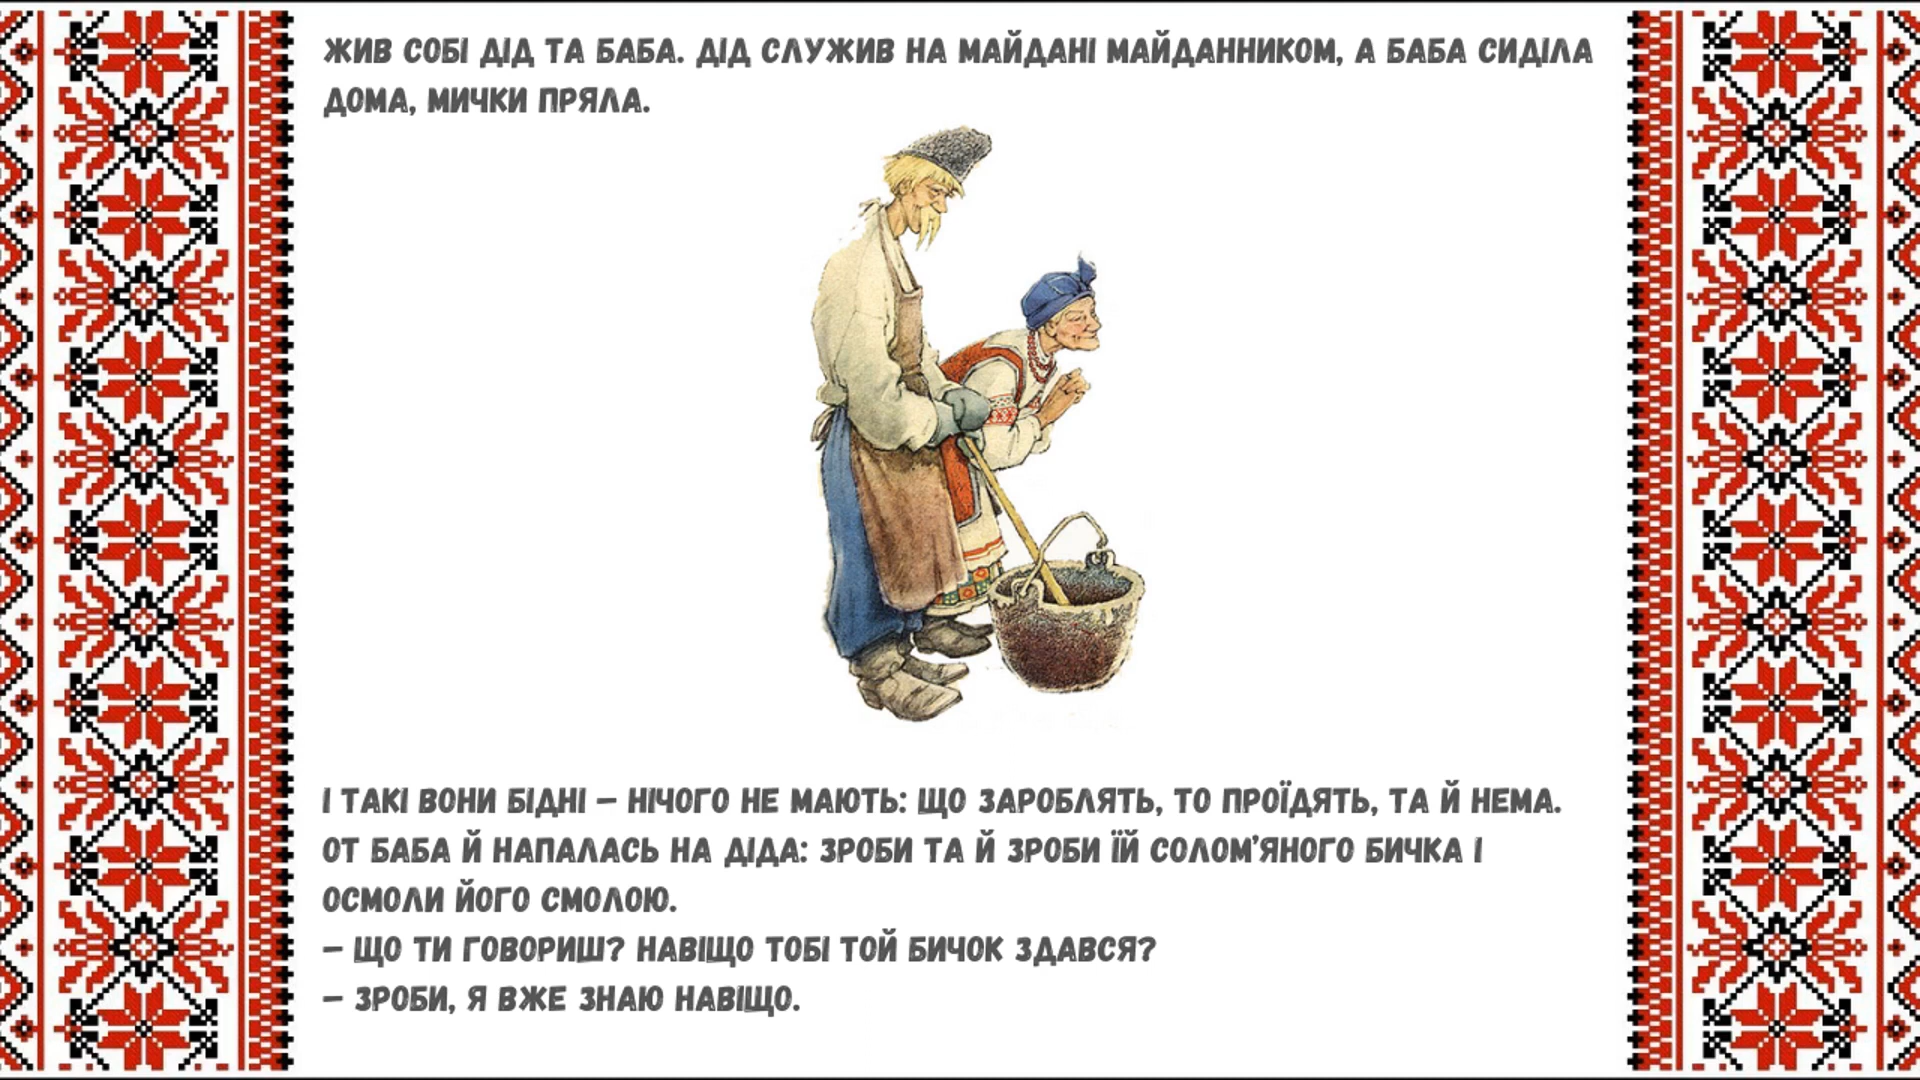 ЖИВ СОБІ ДІД ТА БАБА. ДІД СЛУЖИВ НА МАЙДАНІ МАЙДАННИКОМ, А БАБА СИДІЛА
ДОМА, МИЧКИ ПРЯЛА.
І ТАКІ ВОНИ БІДНІ – НІЧОГО НЕ МАЮТЬ: ЩО ЗАРОБЛЯТЬ, ТО ПРОЇДЯТЬ, ТА Й НЕМА.
ОТ БАБА Й НАПАЛАСЬ НА ДІДА: ЗРОБИ ТА Й ЗРОБИ ЇЙ СОЛОМ’ЯНОГО БИЧКА І
ОСМОЛИ ЙОГО СМОЛОЮ.
– ЩО ТИ ГОВОРИШ? НАВІЩО ТОБІ ТОЙ БИЧОК ЗДАВСЯ?
– ЗРОБИ, Я ВЖЕ ЗНАЮ НАВІЩО.